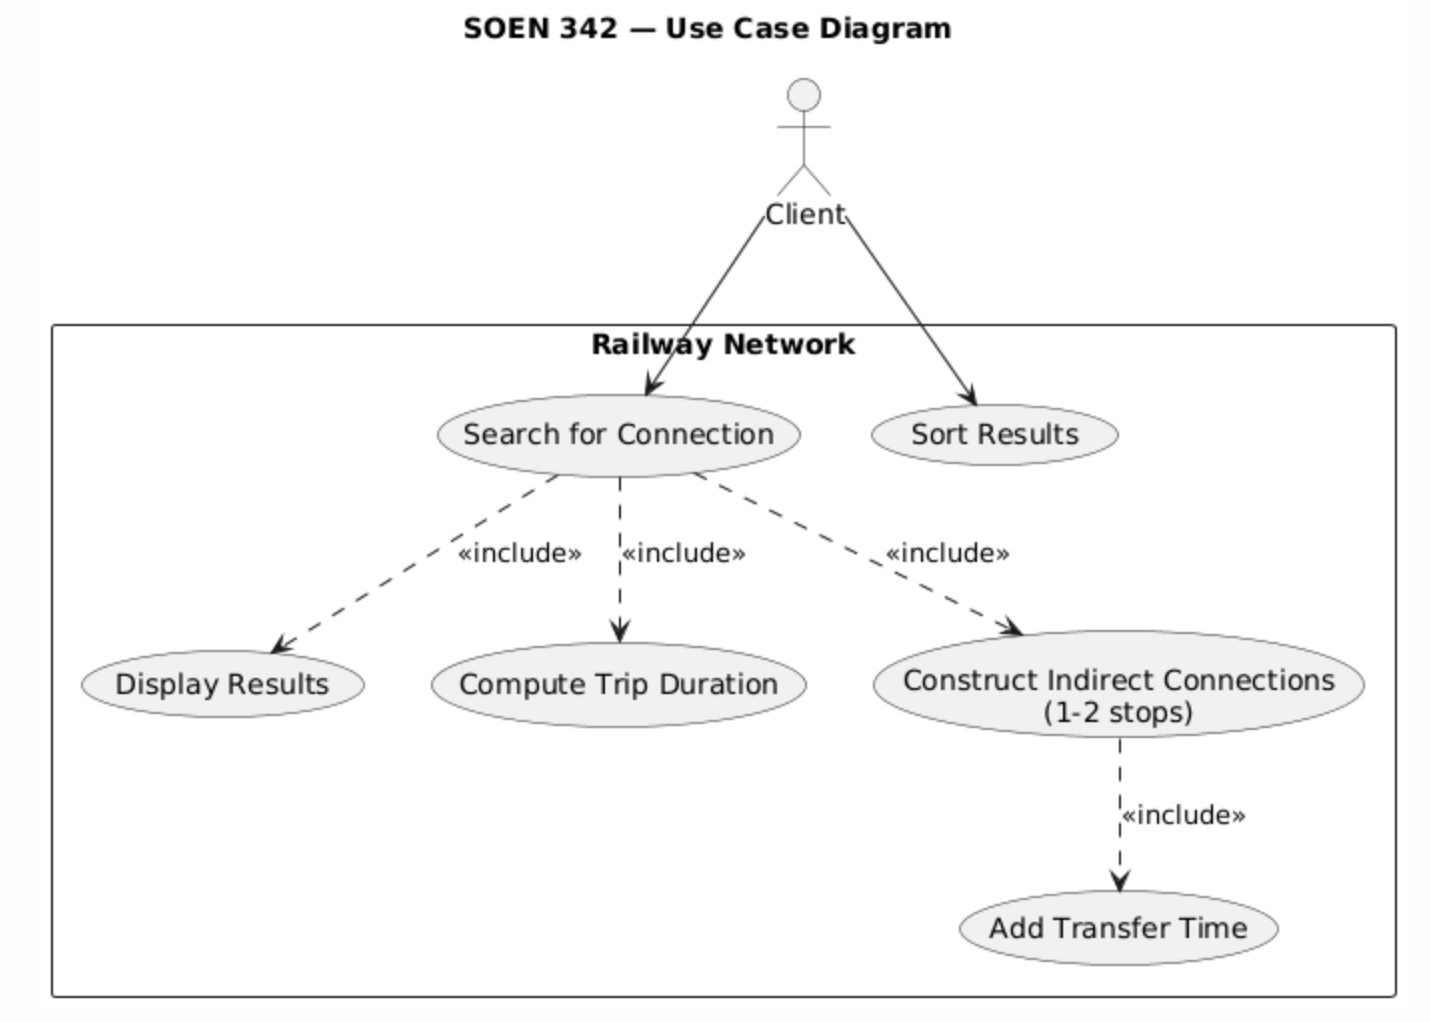 SOEN 342 — Use Case Diagram
Client
Railway Network
Search for Connection
Sort Results
«include»
«include»
«include»
Display Results
Compute Trip Duration
Construct Indirect Connections
(1-2 stops)
«include»
Add Transfer Time